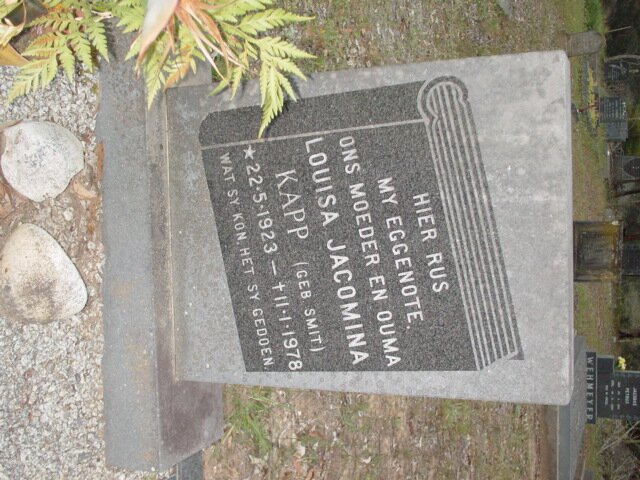 HIER RUS
MY EGGENOTE.
ONS MOEDER EN OUMA
LOUISA JACOMINA
KAPP (GEB SMIT)
★22·5·1923 — †11·1·1978
WAT SY KON, HET SY GEDOEN.
WEHMEYER